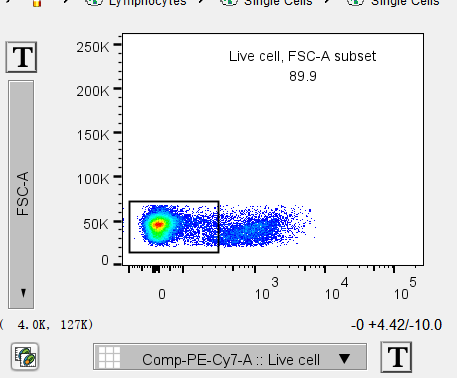 Lymphocytes Single Cells Single Cells
T
250K
Live cell, FSC-A subset
89.9
200K
150K
100K
50K
0
FSC-A
0 10 3 10 4 10 5
( 4.0K, 127K) -0 +4.42/-10.0
Comp-PE-Cy7-A :: Live cell
T